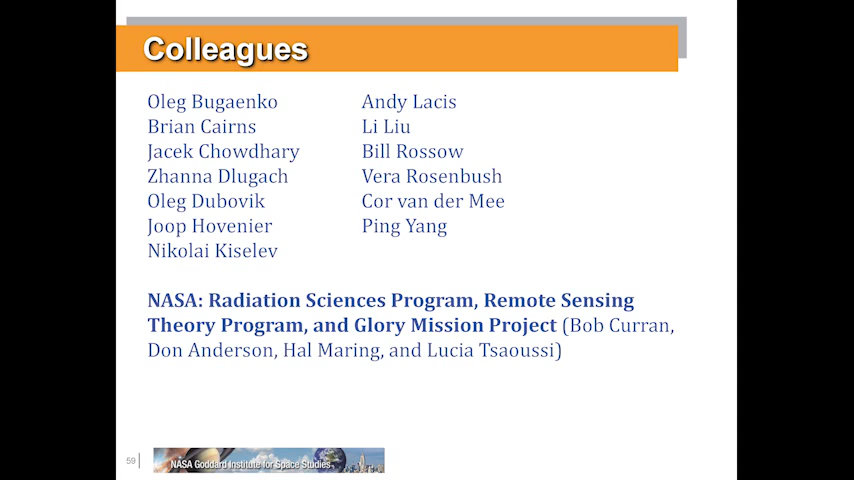 Colleagues
Oleg Bugaenko
Brian Cairns
Jacek Chowdhary
Zhanna Dlugach
Oleg Dubovik
Joop Hovenier
Nikolai Kiselev
Andy Lacis
Li Liu
Bill Rossow
Vera Rosenbush
Cor van der Mee
Ping Yang
NASA: Radiation Sciences Program, Remote Sensing
Theory Program, and Glory Mission Project (Bob Curran,
Don Anderson, Hal Maring, and Lucia Tsaoussi)
59
NASA Goddard Institute for Space Studies